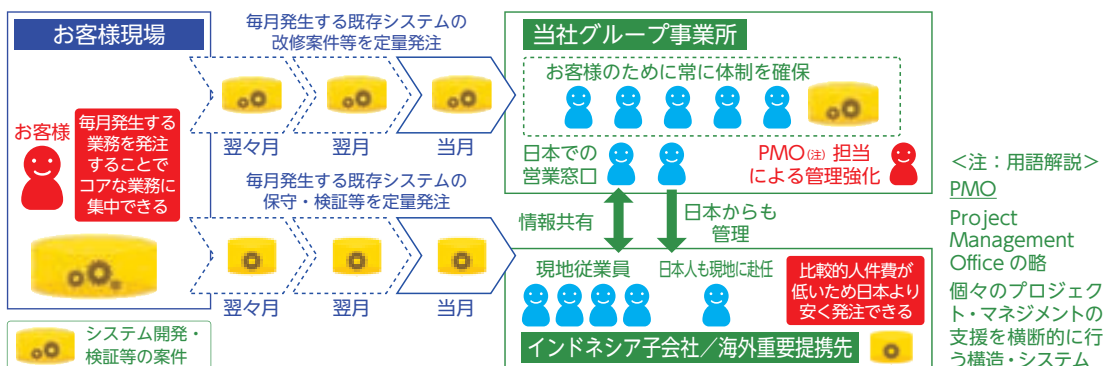 お客様現場
お客様
毎月発生する
業務を発注
することで
コアな業務に
集中できる
システム開発・
検証等の案件
毎月発生する既存システムの
改修案件等を定量発注
翌々月
翌月
当月
毎月発生する既存システムの
保守・検証等を定量発注
翌々月
翌月
当月
当社グループ事業所
お客様のために常に体制を確保
日本での
営業窓口
PMO(注)担当
による管理強化
情報共有
日本からも
管理
現地従業員
日本人も現地に赴任
比較的人件費が
低いため日本より
安く発注できる
インドネシア子会社／海外重要提携先
＜注：用語解説＞
PMO
Project
Management
Office の略
個々のプロジェク
ト・マネジメントの
支援を横断的に行
う構造・システム